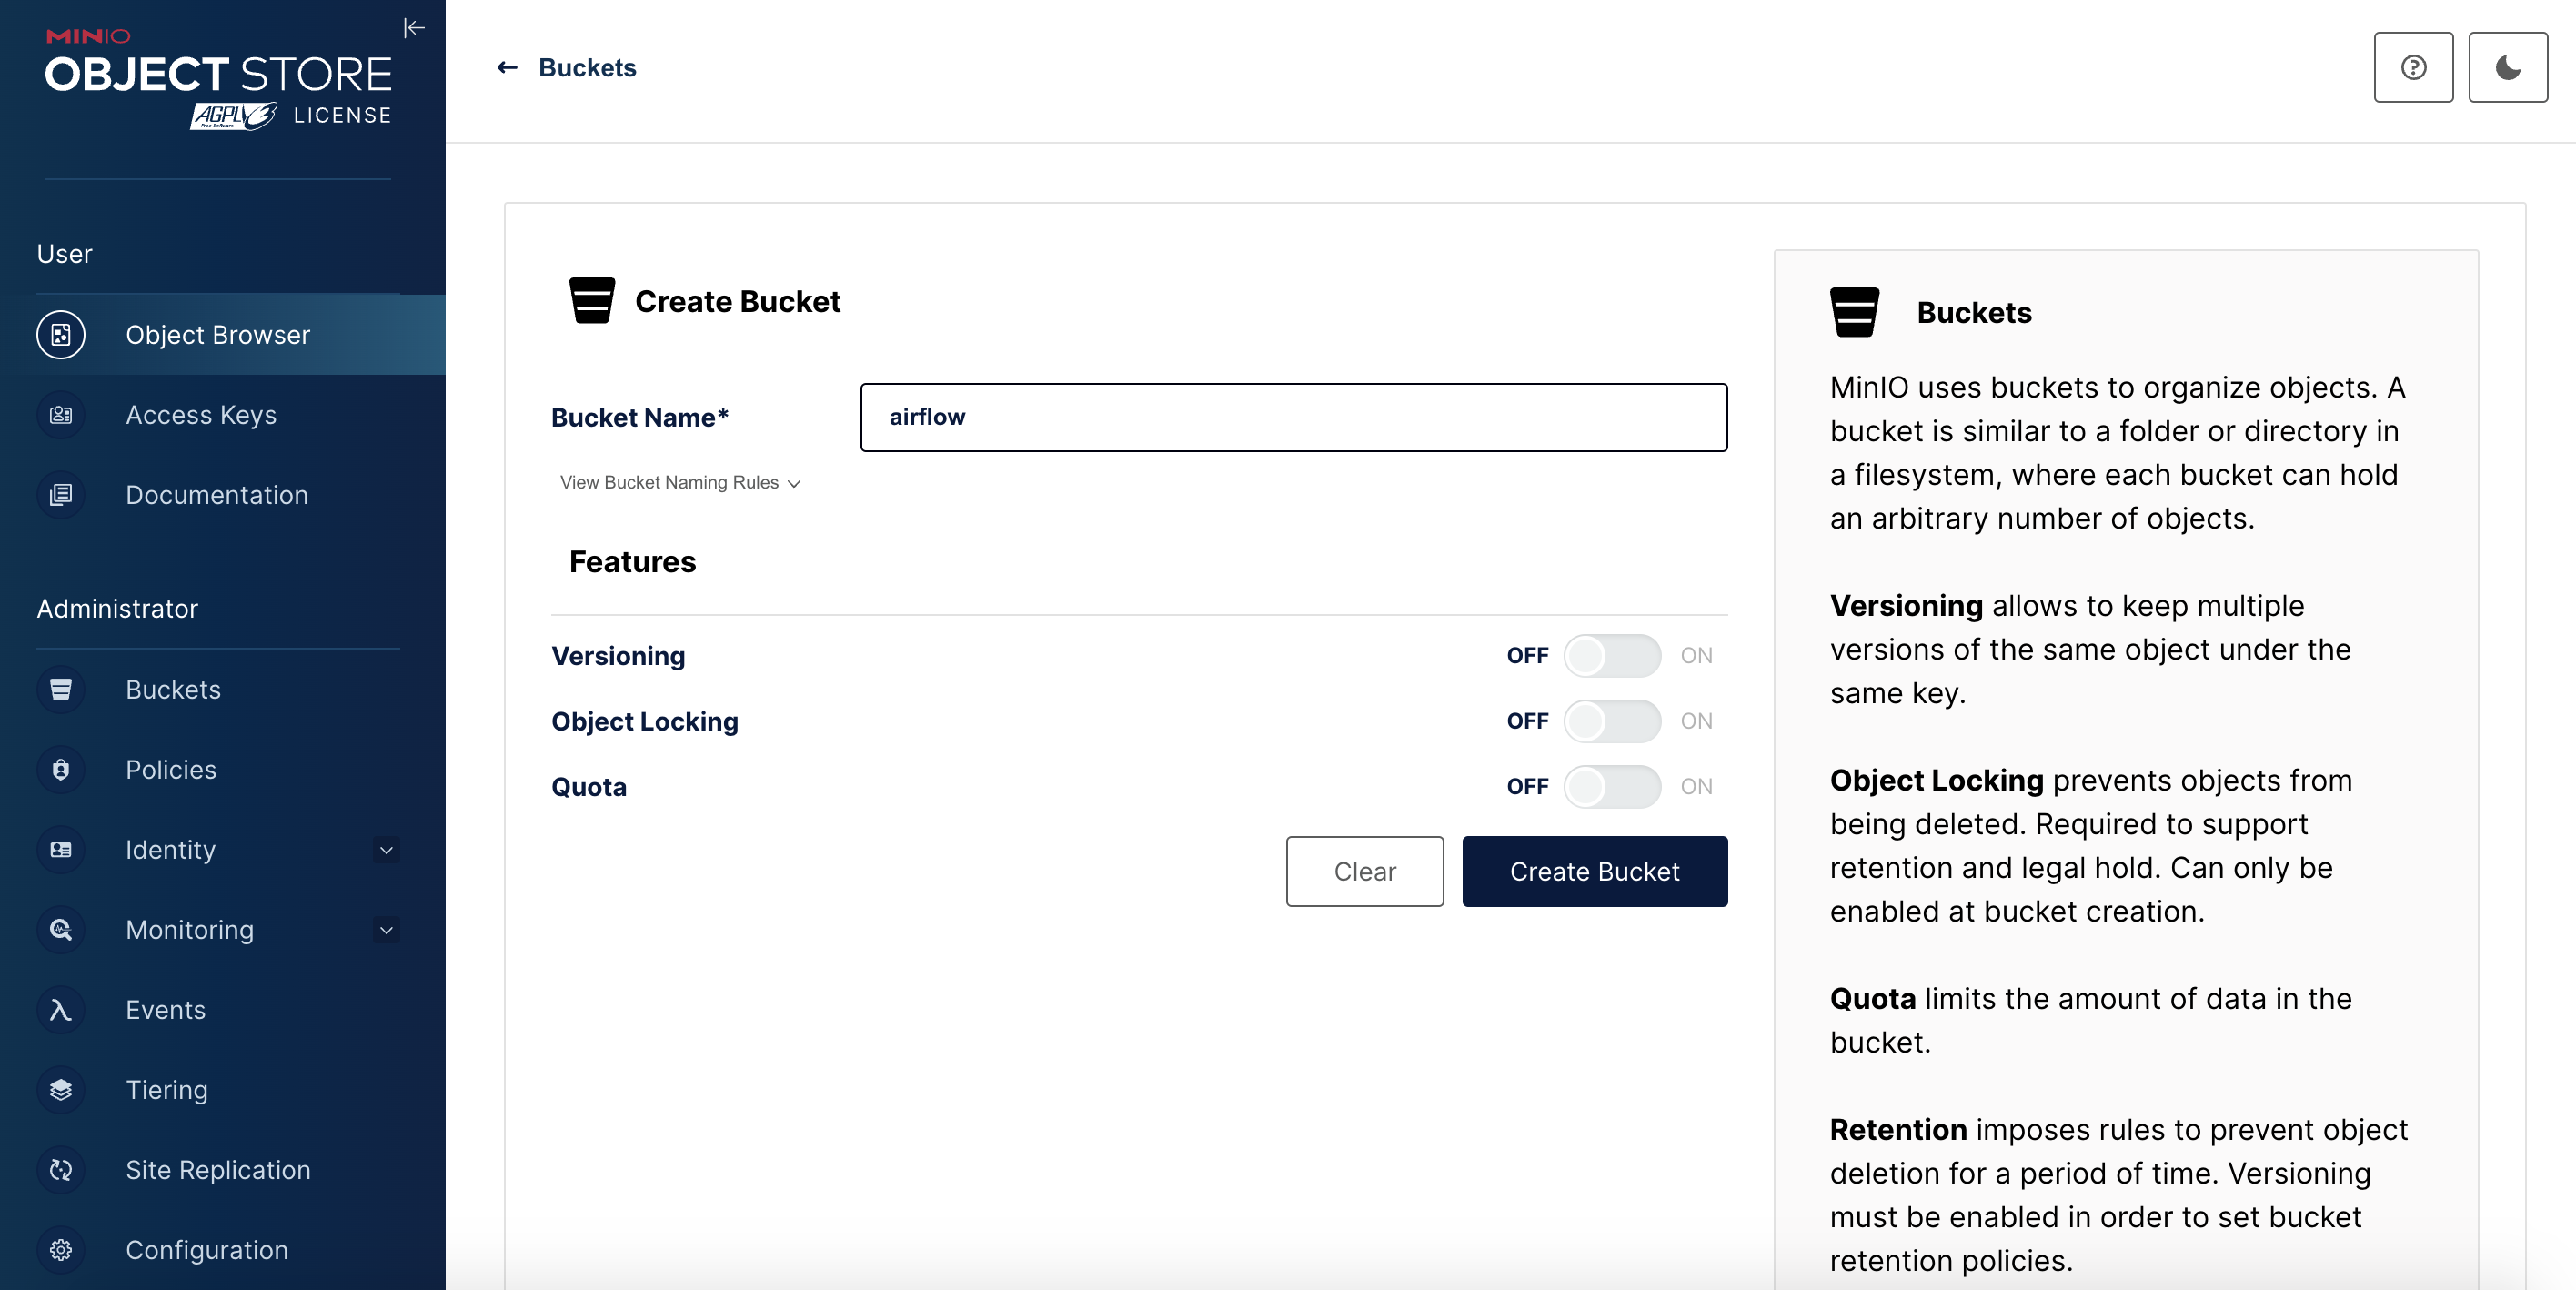 MINIO
OBJECT STORE
AGPL v3 LICENSE
Free Software
User
Object Browser
Access Keys
Documentation
Administrator
Buckets
Policies
Identity
Monitoring
Events
Tiering
Site Replication
Configuration
Buckets
Create Bucket
Bucket Name*
airflow
View Bucket Naming Rules
Features
Versioning OFF ON
Object Locking OFF ON
Quota OFF ON
Clear Create Bucket
Buckets
MinIO uses buckets to organize objects. A
bucket is similar to a folder or directory in
a filesystem, where each bucket can hold
an arbitrary number of objects.
Versioning allows to keep multiple
versions of the same object under the
same key.
Object Locking prevents objects from
being deleted. Required to support
retention and legal hold. Can only be
enabled at bucket creation.
Quota limits the amount of data in the
bucket.
Retention imposes rules to prevent object
deletion for a period of time. Versioning
must be enabled in order to set bucket
retention policies.